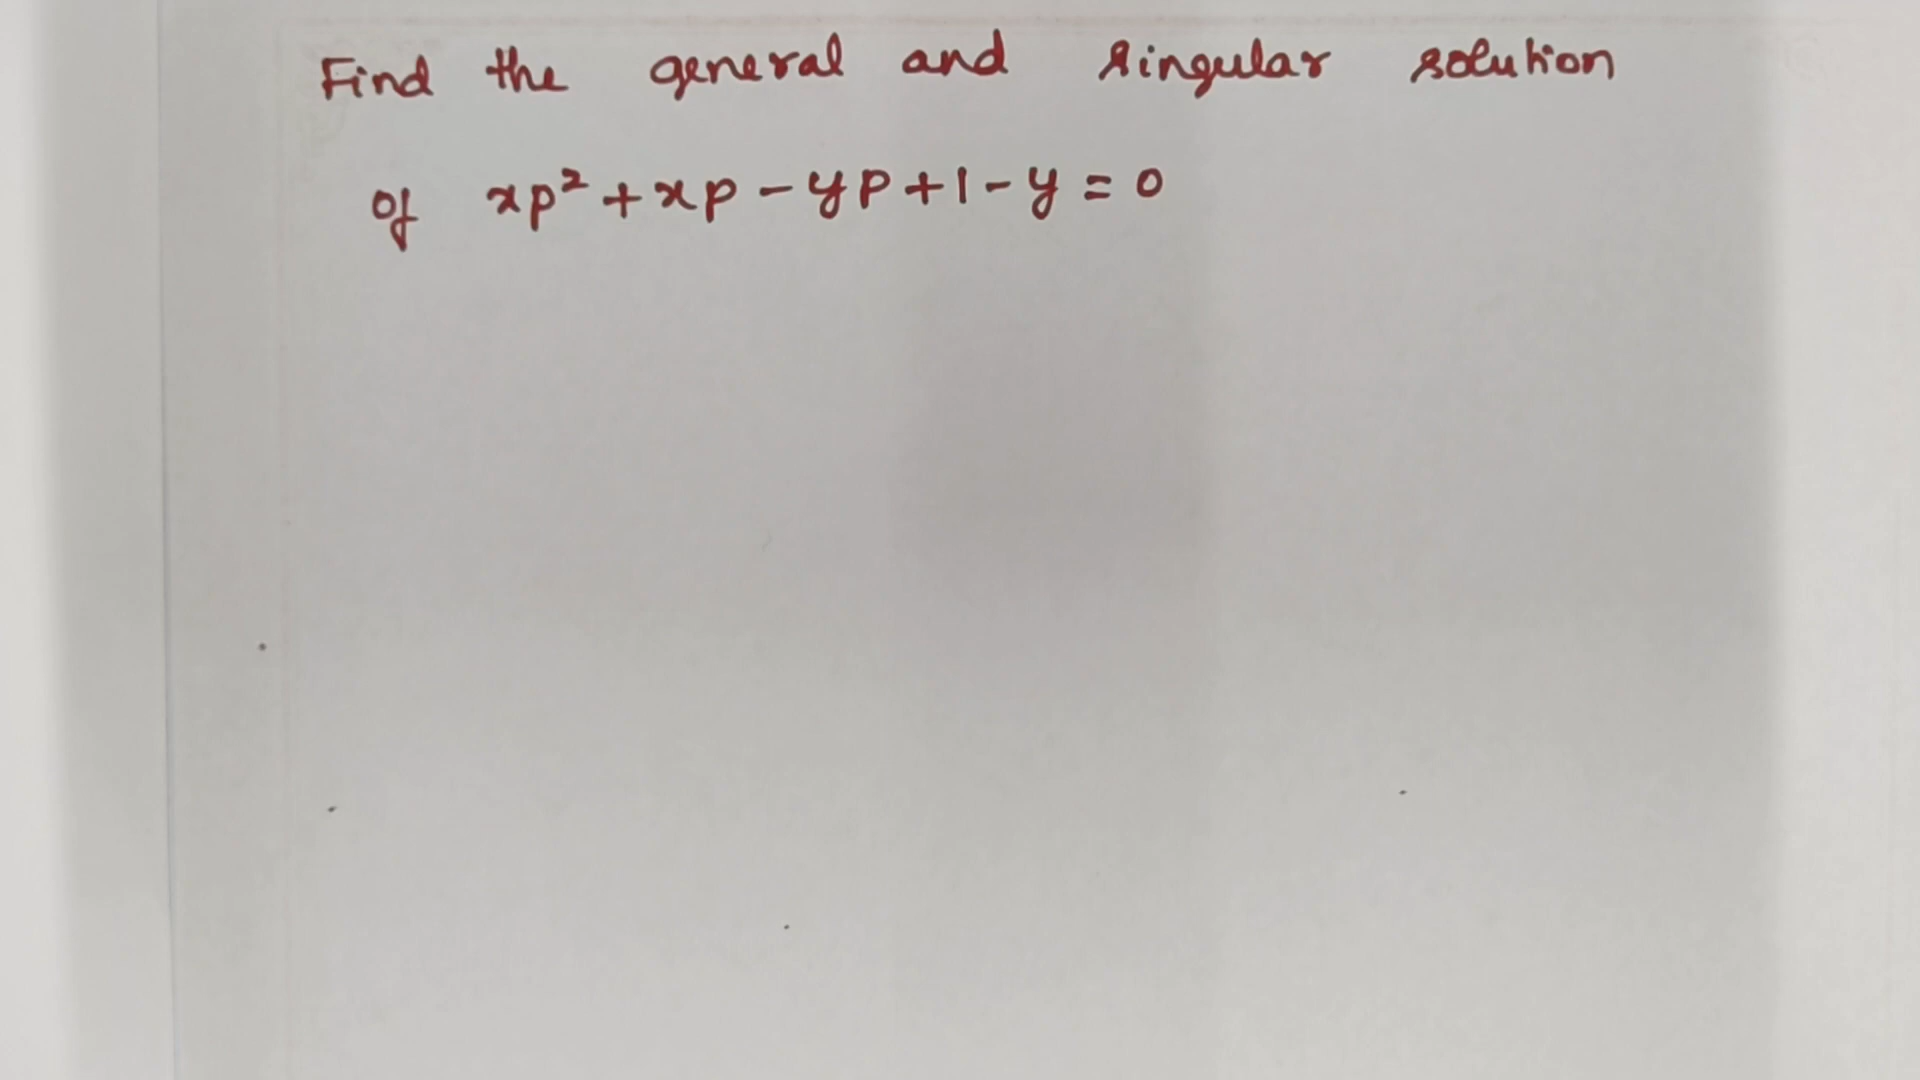 Find the general and singular solution
of xp² + xp - yp + 1 - y = 0